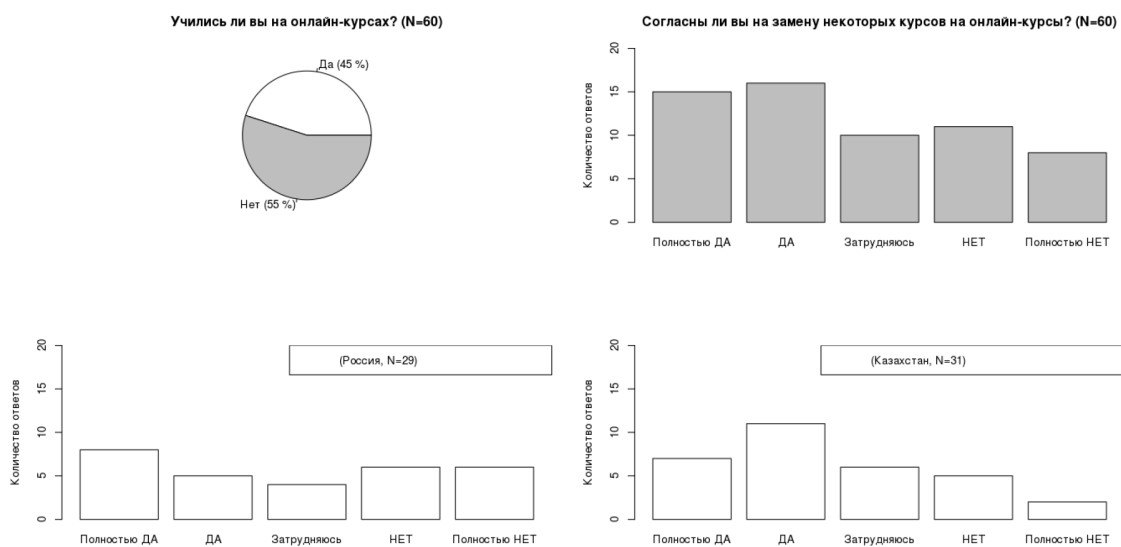 Учились ли вы на онлайн-курсах? (N=60)
Да (45 %)
Нет (55 %)
Согласны ли вы на замену некоторых курсов на онлайн-курсы? (N=60)
Количество ответов
20
15
10
5
0
Полностью ДА
ДА
Затрудняюсь
НЕТ
Полностью НЕТ
(Россия, N=29)
Количество ответов
20
15
10
5
0
Полностью ДА
ДА
Затрудняюсь
НЕТ
Полностью НЕТ
(Казахстан, N=31)
Количество ответов
20
15
10
5
0
Полностью ДА
ДА
Затрудняюсь
НЕТ
Полностью НЕТ